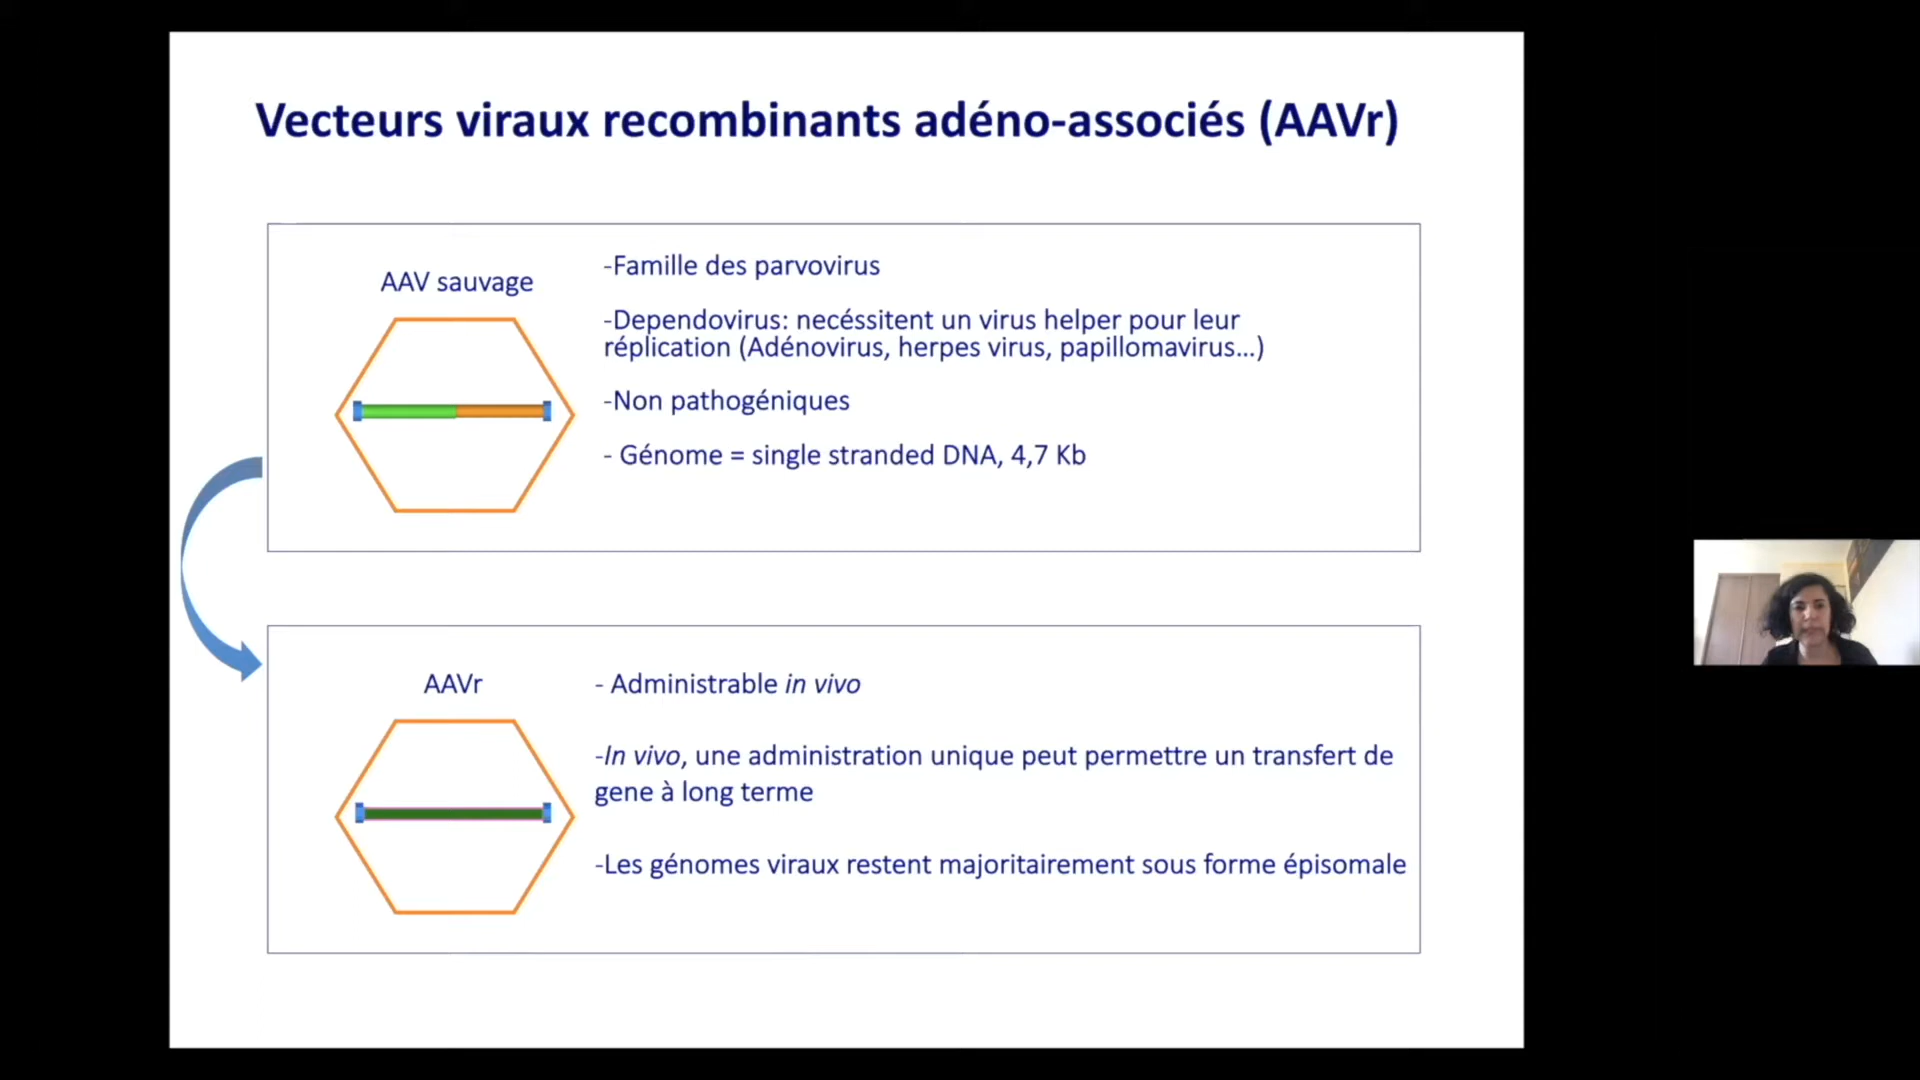 Vecteurs viraux recombinants adéno-associés (AAVr)
AAV sauvage
-Famille des parvovirus
-Dependovirus: necéssitent un virus helper pour leur
réplication (Adénovirus, herpes virus, papillomavirus...)
-Non pathogéniques
- Génome = single stranded DNA, 4,7 Kb
AAVr
- Administrable in vivo
-In vivo, une administration unique peut permettre un transfert de
gene à long terme
-Les génomes viraux restent majoritairement sous forme épisomale